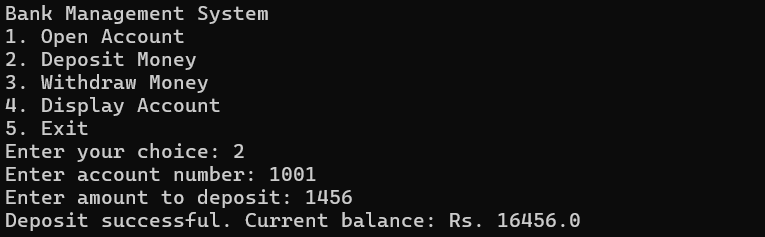 Bank Management System
1. Open Account
2. Deposit Money
3. Withdraw Money
4. Display Account
5. Exit
Enter your choice: 2
Enter account number: 1001
Enter amount to deposit: 1456
Deposit successful. Current balance: Rs. 16456.0